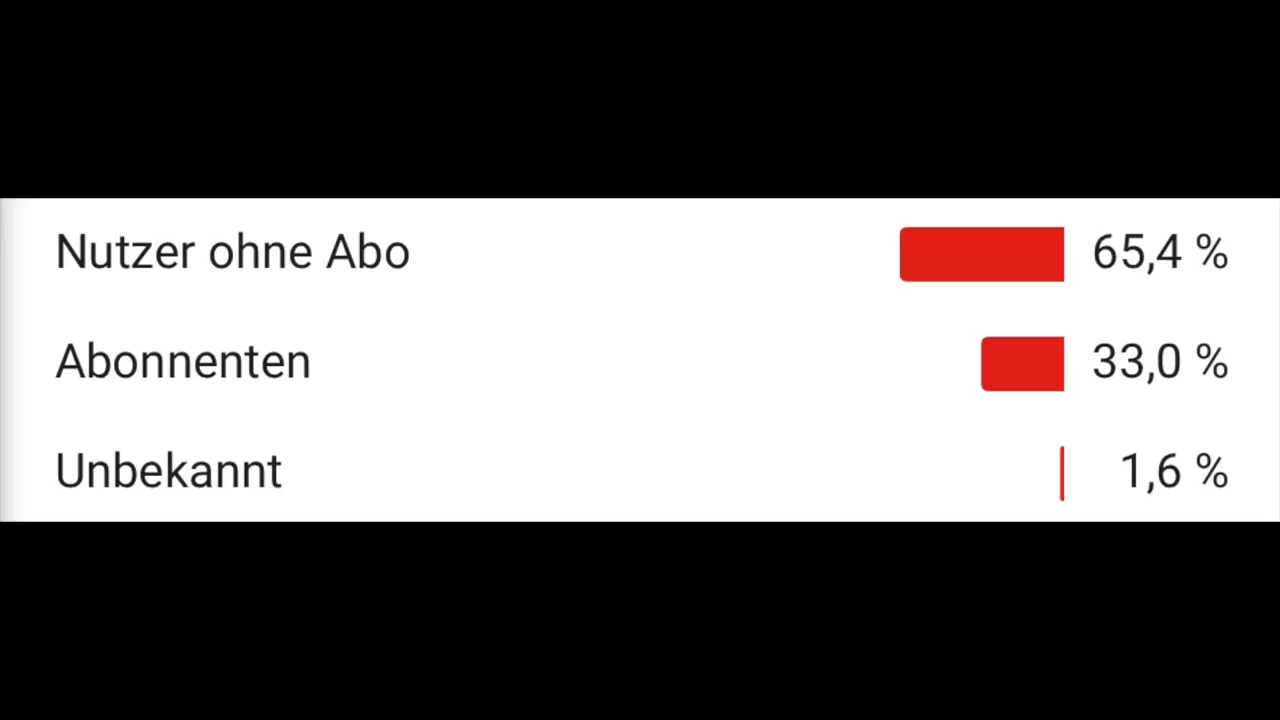 Nutzer ohne Abo 65,4 %
Abonnenten 33,0 %
Unbekannt 1,6 %